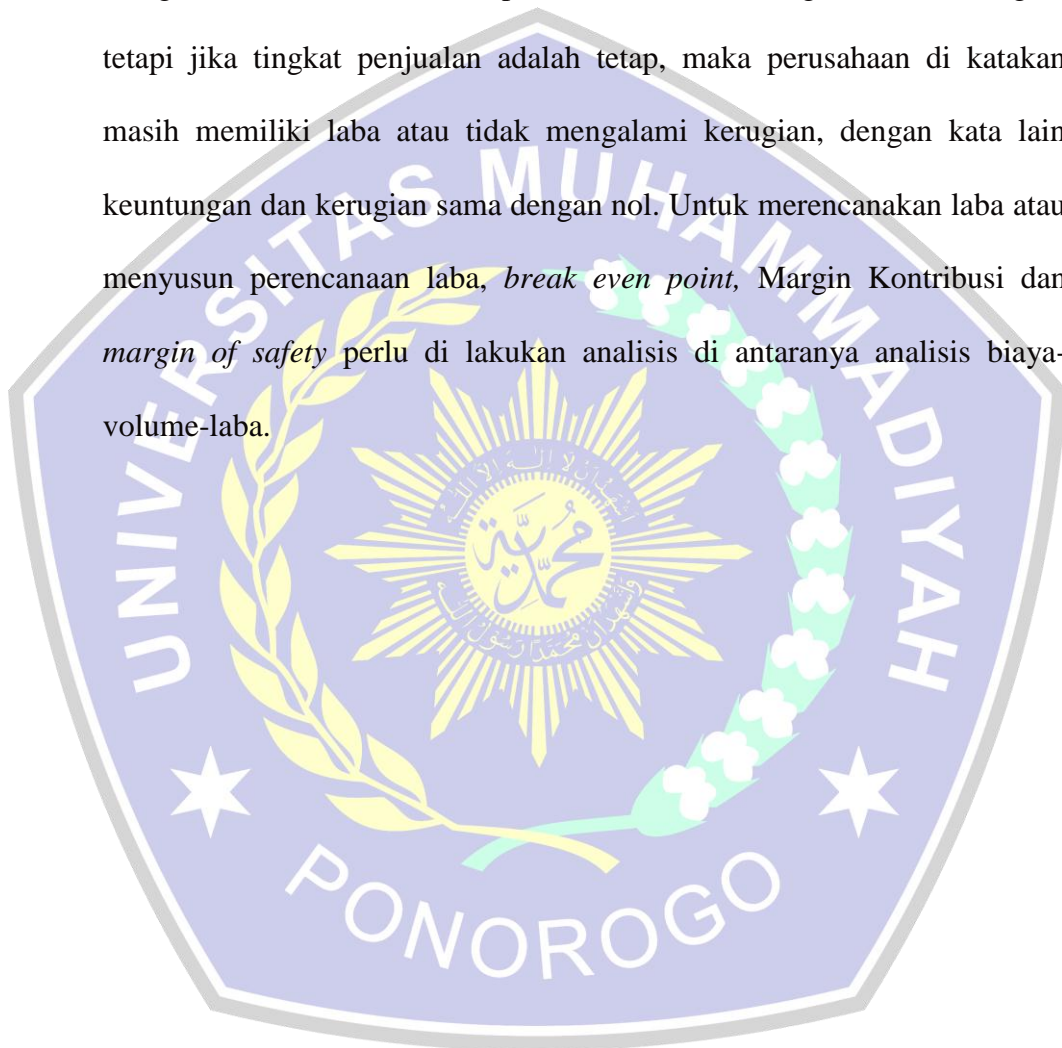 tetapi jika tingkat penjualan adalah tetap, maka perusahaan di katakan
masih memiliki laba atau tidak mengalami kerugian, dengan kata lain
keuntungan dan kerugian sama dengan nol. Untuk merencanakan laba atau
menyusun perencanaan laba, break even point, Margin Kontribusi dan
margin of safety perlu di lakukan analisis di antaranya analisis biaya-
volume-laba.
UNIVERSITAS MUHAMMADIYAH
محمدية
PONOROGO